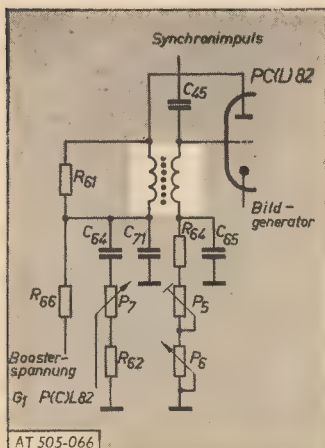 Synchronimpuls
PC(L) 82
C45
R61
C64
C71
R64
C65
Bild-
generator
R66
P7
P5
Booster-
spannung
R62
P6
G1 P(C)L82
AT 505-066